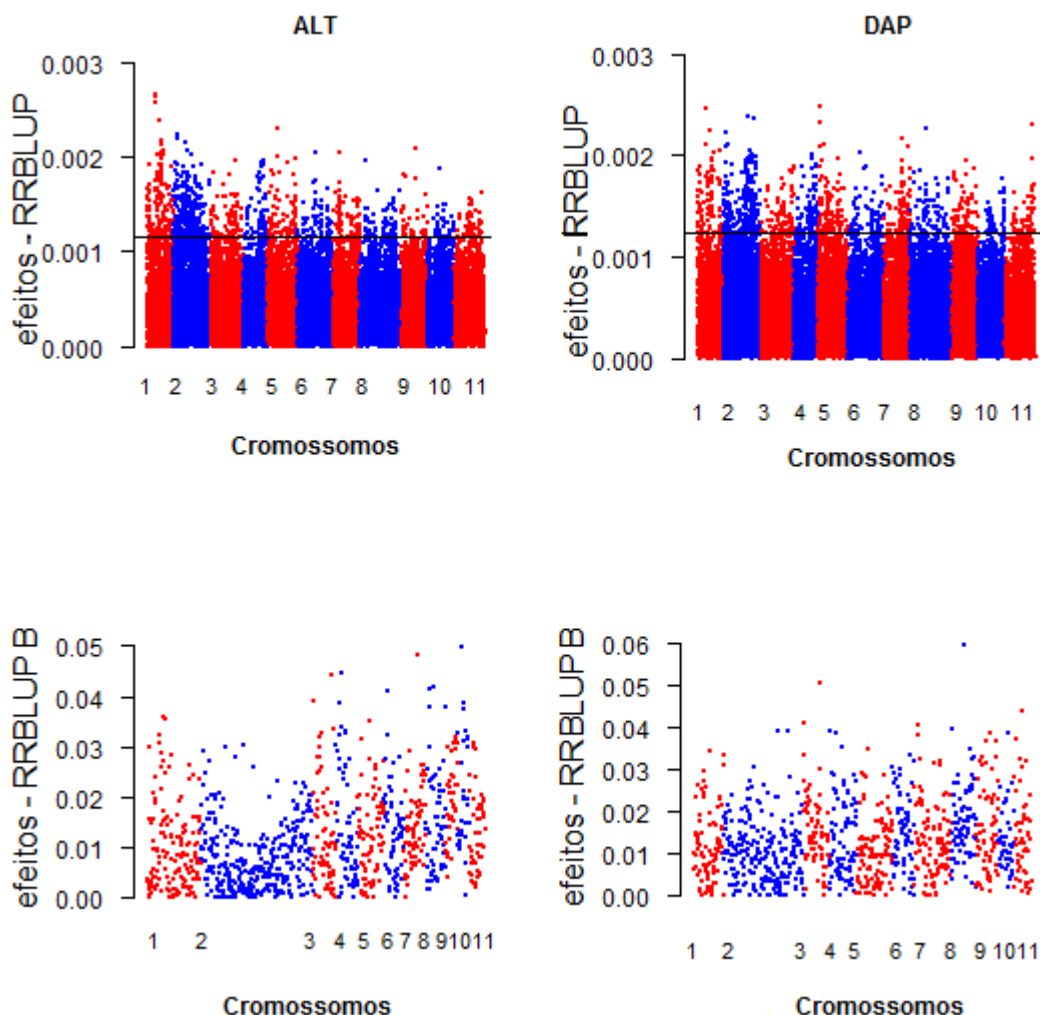 ALT
efeitos - RRBLUP
0.003
0.002
0.001
0.000
1 2 3 4 5 6 7 8 9 10 11
Cromossomos
DAP
efeitos - RRBLUP
0.003
0.002
0.001
0.000
1 2 3 4 5 6 7 8 9 10 11
Cromossomos
efeitos - RRBLUP B
0.05
0.04
0.03
0.02
0.01
0.00
1 2 3 4 5 6 7 8 9 10 11
Cromossomos
efeitos - RRBLUP B
0.06
0.05
0.04
0.03
0.02
0.01
0.00
1 2 3 4 5 6 7 8 9 10 11
Cromossomos